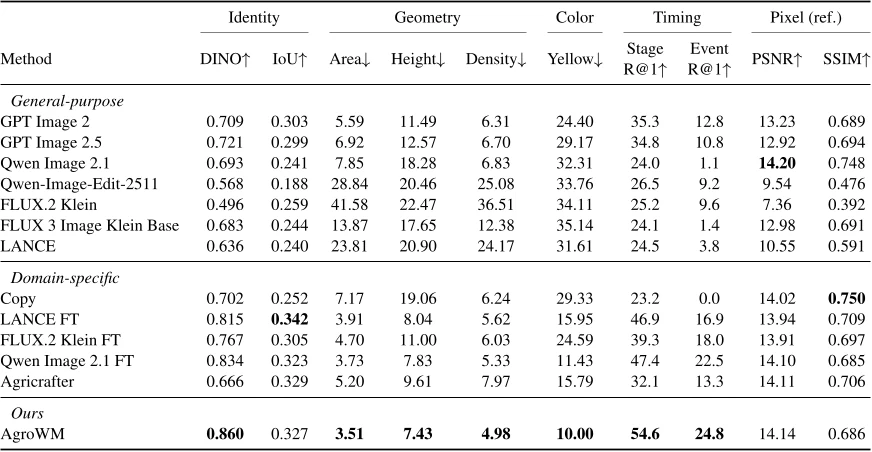 Identity Geometry Color Timing Pixel (ref.)
Method DINO↑ IoU↑ Area↓ Height↓ Density↓ Yellow↓ Stage R@1↑ Event R@1↑ PSNR↑ SSIM↑
General-purpose
GPT Image 2 0.709 0.303 5.59 11.49 6.31 24.40 35.3 12.8 13.23 0.689
GPT Image 2.5 0.721 0.299 6.92 12.57 6.70 29.17 34.8 10.8 12.92 0.694
Qwen Image 2.1 0.693 0.241 7.85 18.28 6.83 32.31 24.0 1.1 14.20 0.748
Qwen-Image-Edit-2511 0.568 0.188 28.84 20.46 25.08 33.76 26.5 9.2 9.54 0.476
FLUX.2 Klein 0.496 0.259 41.58 22.47 36.51 34.11 25.2 9.6 7.36 0.392
FLUX 3 Image Klein Base 0.683 0.244 13.87 17.65 12.38 35.14 24.1 1.4 12.98 0.691
LANCE 0.636 0.240 23.81 20.90 24.17 31.61 24.5 3.8 10.55 0.591
Domain-specific
Copy 0.702 0.252 7.17 19.06 6.24 29.33 23.2 0.0 14.02 0.750
LANCE FT 0.815 0.342 3.91 8.04 5.62 15.95 46.9 16.9 13.94 0.709
FLUX.2 Klein FT 0.767 0.305 4.70 11.00 6.03 24.59 39.3 18.0 13.91 0.697
Qwen Image 2.1 FT 0.834 0.323 3.73 7.83 5.33 11.43 47.4 22.5 14.10 0.685
Agricrafter 0.666 0.329 5.20 9.61 7.97 15.79 32.1 13.3 14.11 0.706
Ours
AgroWM 0.860 0.327 3.51 7.43 4.98 10.00 54.6 24.8 14.14 0.686